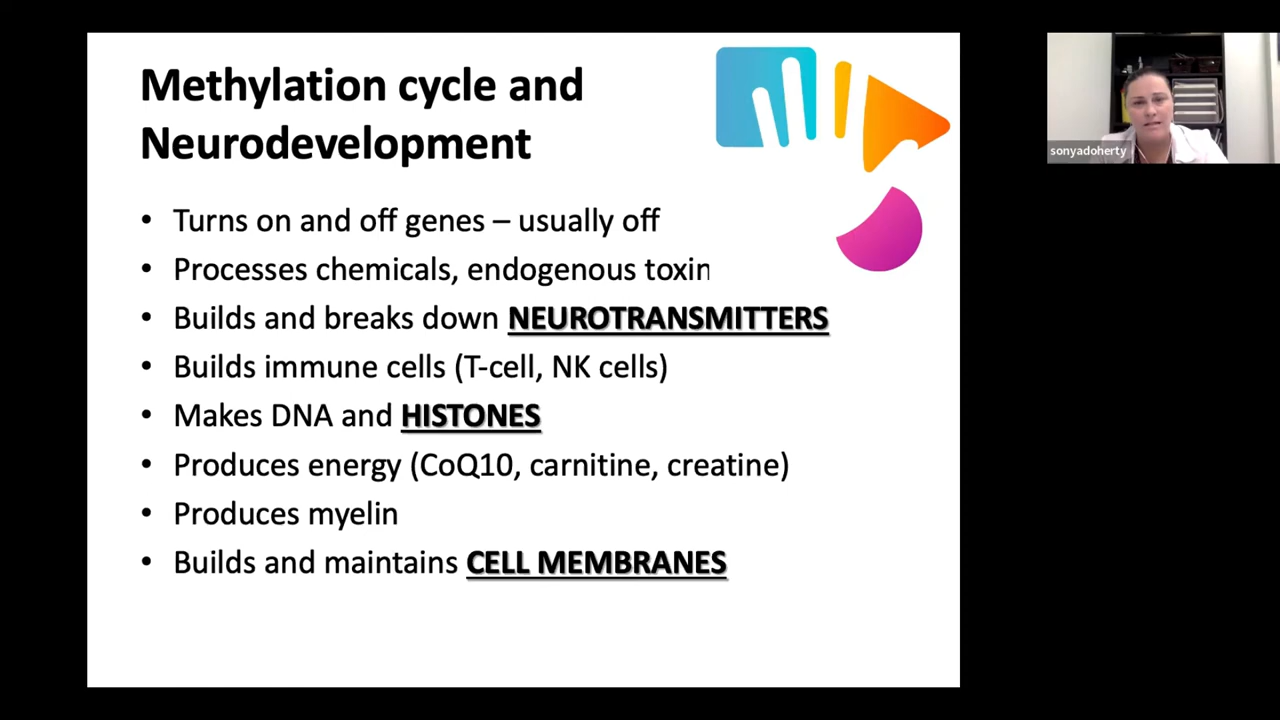 Methylation cycle and
Neurodevelopment
• Turns on and off genes – usually off
• Processes chemicals, endogenous toxin
• Builds and breaks down NEUROTRANSMITTERS
• Builds immune cells (T-cell, NK cells)
• Makes DNA and HISTONES
• Produces energy (CoQ10, carnitine, creatine)
• Produces myelin
• Builds and maintains CELL MEMBRANES
sonyadoherty